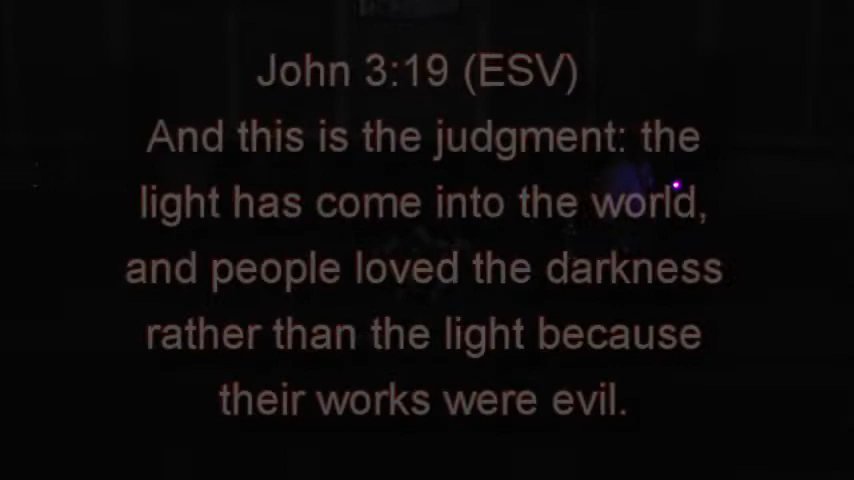 John 3:19 (ESV)
And this is the judgment: the
light has come into the world,
and people loved the darkness
rather than the light because
their works were evil.